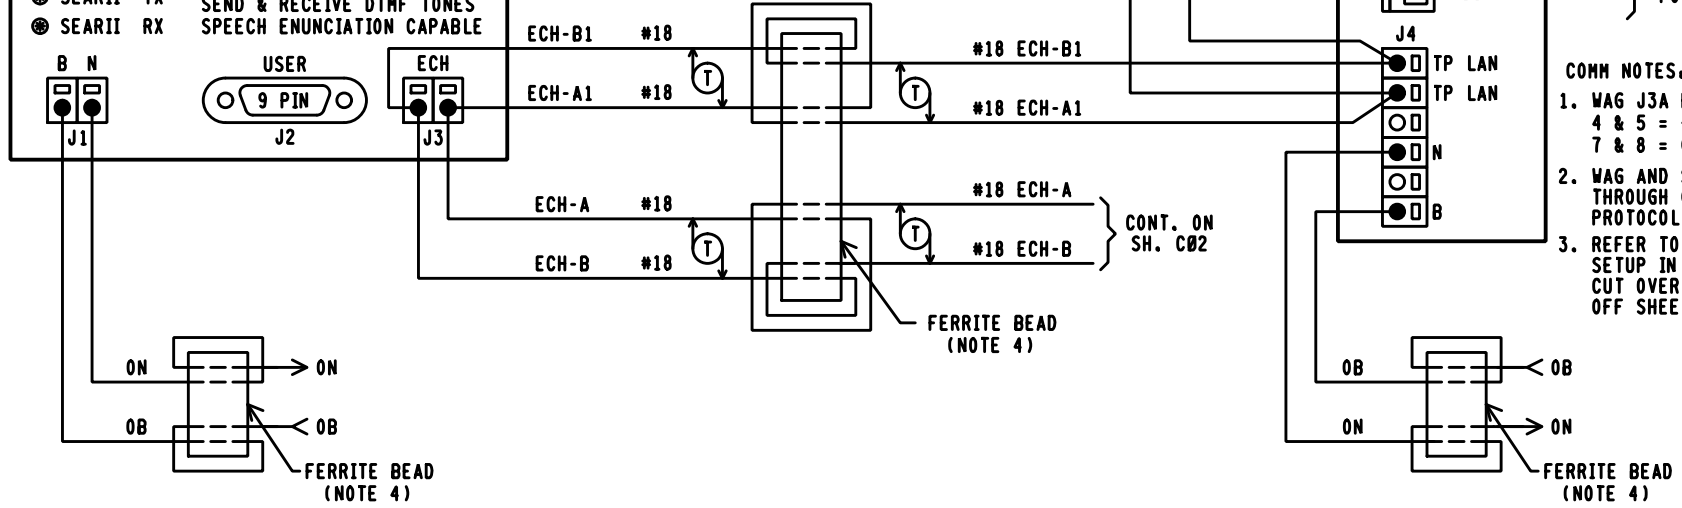 SEND & RECEIVE DTMF TONES
SEARII RX SPEECH ENUNCIATION CAPABLE
B N USER ECH
9 PIN
J1 J2 J3
ECH-B1 #18
T
ECH-A1 #18
#18 ECH-B1
T
#18 ECH-A1
ECH-A #18
T
ECH-B #18
#18 ECH-A
T
#18 ECH-B
CONT. ON
SH. CØ2
FERRITE BEAD
(NOTE 4)
J4
TP LAN
TP LAN
N
B
COMM NOTES.
1. WAG J3A
4 & 5 =
7 & 8 =
2. WAG AND
THROUGH
PROTOCOL
3. REFER TO
SETUP IN
CUT OVER
OFF SHEE
ON ON
OB OB
FERRITE BEAD
(NOTE 4)
OB OB
ON ON
FERRITE BEAD
(NOTE 4)